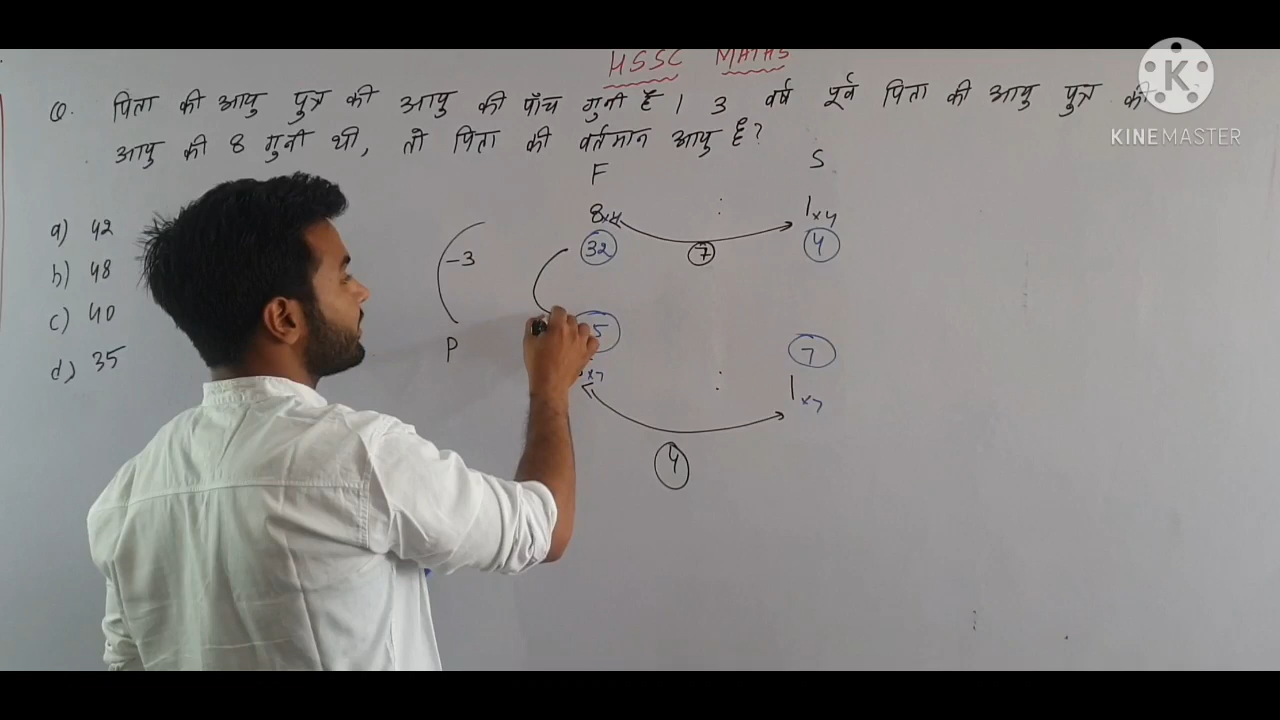 HSSC MATHS
Q. पिता की आयु पुत्र की आयु की पाँच गुनी है। 3 वर्ष पूर्व पिता की आयु पुत्र की
आयु की 8 गुनी थी, तो पिता की वर्तमान आयु है?
F S
8×4 : 1×4
32 7 4
a) 42
b) 48
c) 40
d) 35
-3
P
5 7
×7 : 1×7
4
K
KINEMASTER